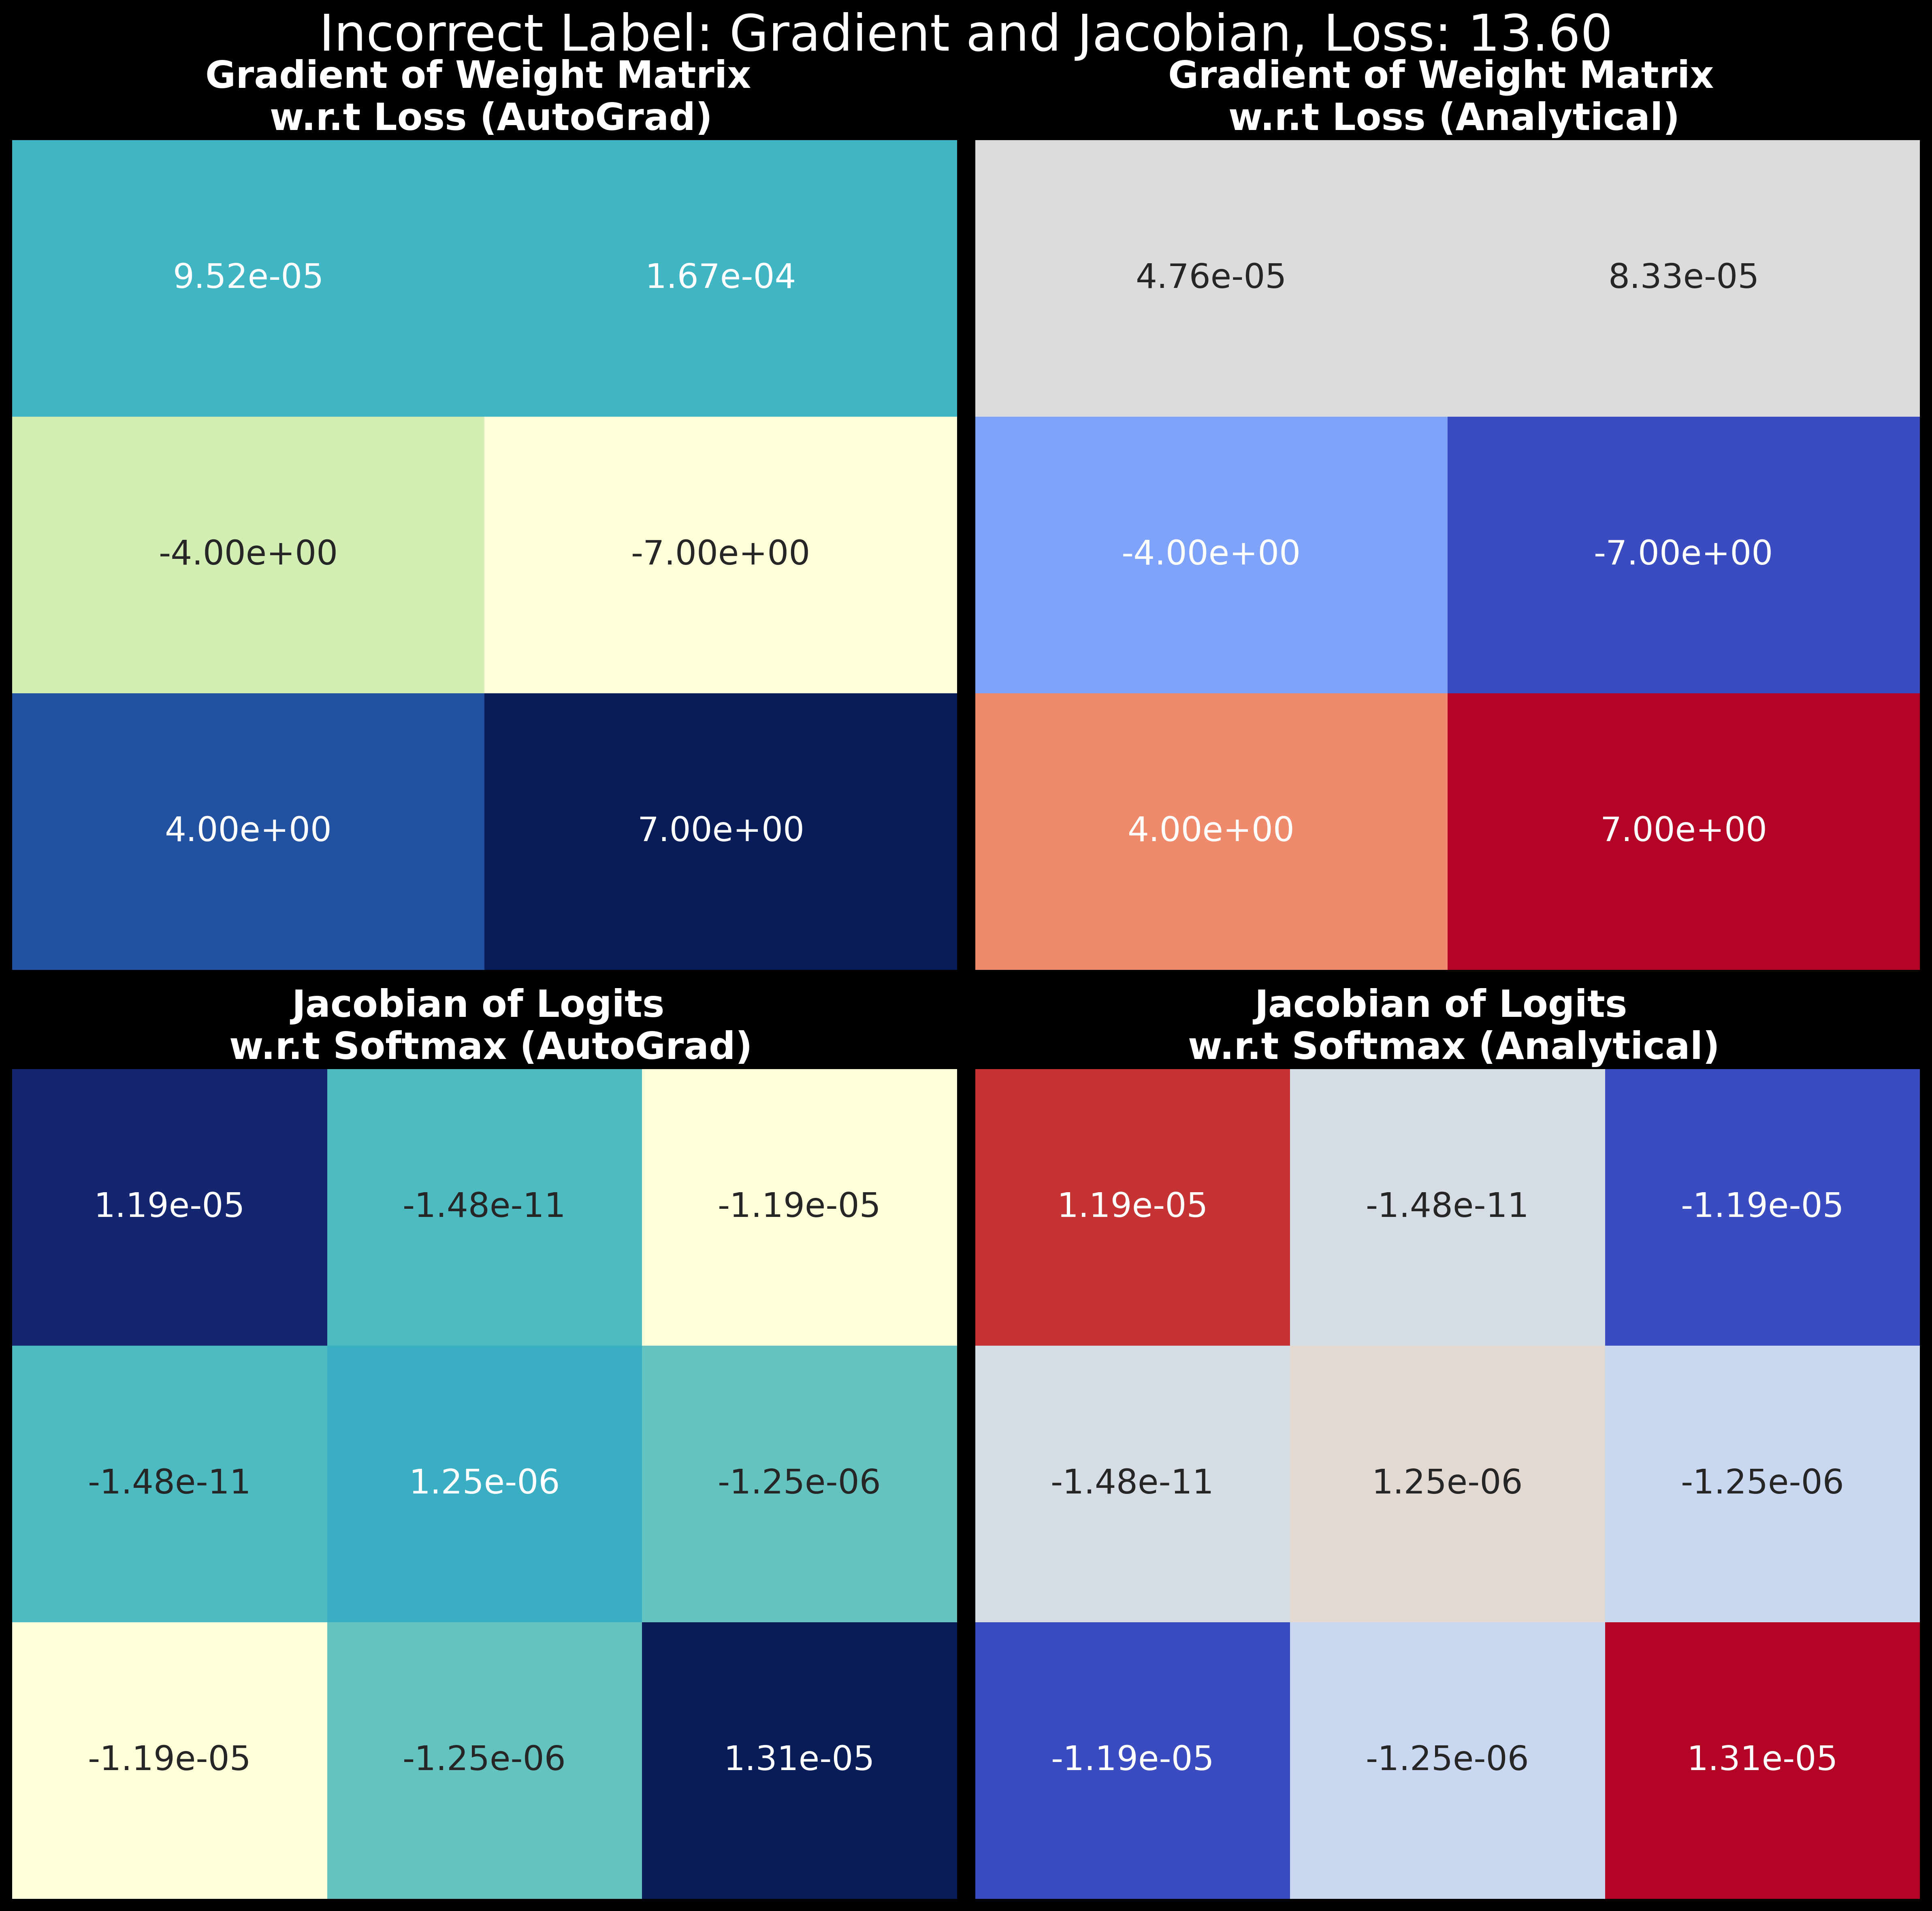 Incorrect Label: Gradient and Jacobian, Loss: 13.60
Gradient of Weight Matrix
w.r.t Loss (AutoGrad)
9.52e-05 1.67e-04
-4.00e+00 -7.00e+00
4.00e+00 7.00e+00
Gradient of Weight Matrix
w.r.t Loss (Analytical)
4.76e-05 8.33e-05
-4.00e+00 -7.00e+00
4.00e+00 7.00e+00
Jacobian of Logits
w.r.t Softmax (AutoGrad)
1.19e-05 -1.48e-11 -1.19e-05
-1.48e-11 1.25e-06 -1.25e-06
-1.19e-05 -1.25e-06 1.31e-05
Jacobian of Logits
w.r.t Softmax (Analytical)
1.19e-05 -1.48e-11 -1.19e-05
-1.48e-11 1.25e-06 -1.25e-06
-1.19e-05 -1.25e-06 1.31e-05